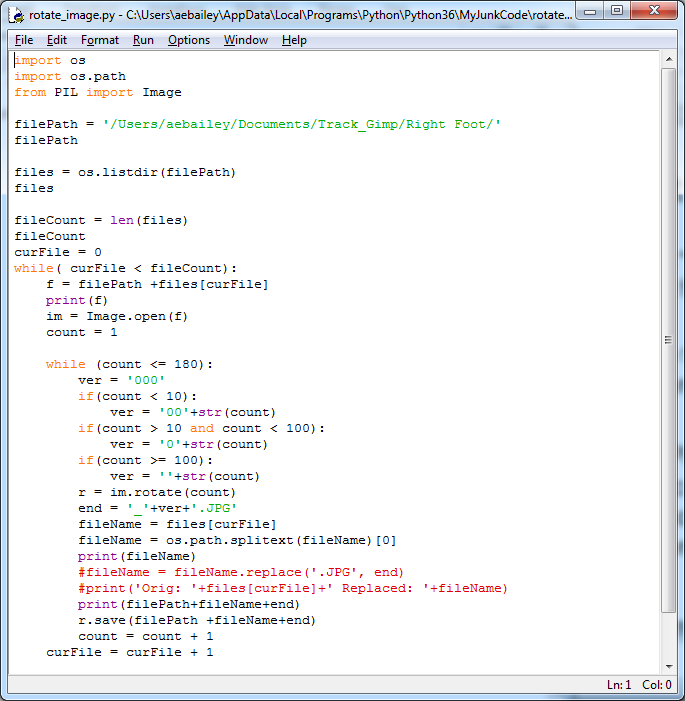 rotate_image.py - C:\Users\aebailey\AppData\Local\Programs\Python\Python36\MyJunkCode\rotate...
File Edit Format Run Options Window Help
import os
import os.path
from PIL import Image

filePath = '/Users/aebailey/Documents/Track_Gimp/Right Foot/'
filePath

files = os.listdir(filePath)
files

fileCount = len(files)
fileCount
curFile = 0
while( curFile < fileCount):
    f = filePath +files[curFile]
    print(f)
    im = Image.open(f)
    count = 1

    while (count <= 180):
        ver = '000'
        if(count < 10):
            ver = '00'+str(count)
        if(count > 10 and count < 100):
            ver = '0'+str(count)
        if(count >= 100):
            ver = ''+str(count)
        r = im.rotate(count)
        end = '_'+ver+'.JPG'
        fileName = files[curFile]
        fileName = os.path.splitext(fileName)[0]
        print(fileName)
        #fileName = fileName.replace('.JPG', end)
        #print('Orig: '+files[curFile]+' Replaced: '+fileName)
        print(filePath+fileName+end)
        r.save(filePath +fileName+end)
        count = count + 1
    curFile = curFile + 1
Ln: 1 Col: 0